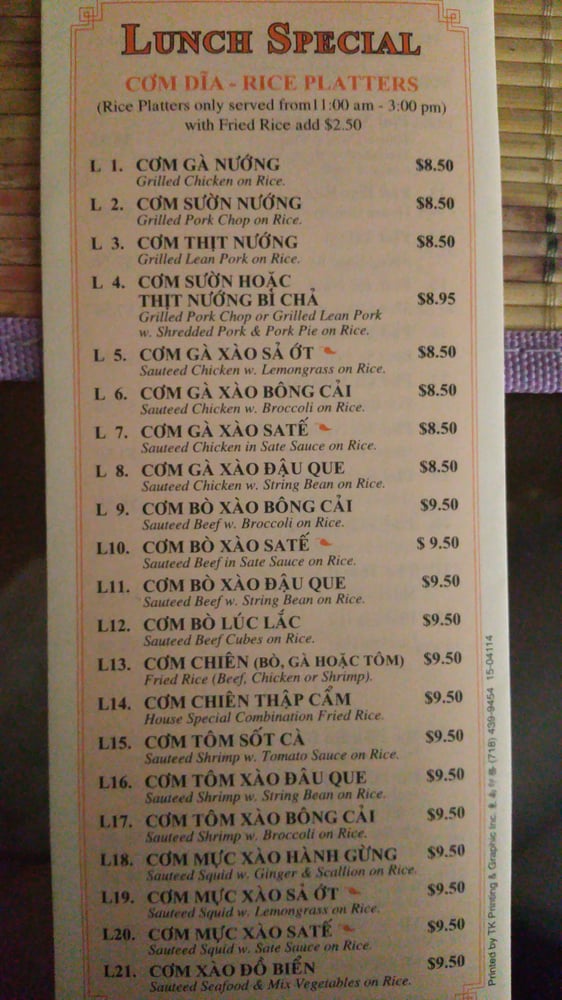 LUNCH SPECIAL
CƠM DĨA - RICE PLATTERS
(Rice Platters only served from11:00 am - 3:00 pm)
with Fried Rice add $2.50
L 1. CƠM GÀ NƯỚNG $8.50
Grilled Chicken on Rice.
L 2. CƠM SƯỜN NƯỚNG $8.50
Grilled Pork Chop on Rice.
L 3. CƠM THỊT NƯỚNG $8.50
Grilled Lean Pork on Rice.
L 4. CƠM SƯỜN HOẶC
THỊT NƯỚNG BÌ CHẢ $8.95
Grilled Pork Chop or Grilled Lean Pork
w. Shredded Pork & Pork Pie on Rice.
L 5. CƠM GÀ XÀO SẢ ỚT $8.50
Sauteed Chicken w. Lemongrass on Rice.
L 6. CƠM GÀ XÀO BÔNG CẢI $8.50
Sauteed Chicken w. Broccoli on Rice.
L 7. CƠM GÀ XÀO SATẾ $8.50
Sauteed Chicken in Sate Sauce on Rice.
L 8. CƠM GÀ XÀO ĐẬU QUE $8.50
Sauteed Chicken w. String Bean on Rice.
L 9. CƠM BÒ XÀO BÔNG CẢI $9.50
Sauteed Beef w. Broccoli on Rice.
L10. CƠM BÒ XÀO SATẾ $ 9.50
Sauteed Beef in Sate Sauce on Rice.
L11. CƠM BÒ XÀO ĐẬU QUE $9.50
Sauteed Beef w. String Bean on Rice.
L12. CƠM BÒ LÚC LẮC $9.50
Sauteed Beef Cubes on Rice.
L13. CƠM CHIÊN (BÒ, GÀ HOẶC TÔM) $9.50
Fried Rice (Beef, Chicken or Shrimp).
L14. CƠM CHIÊN THẬP CẨM $9.50
House Special Combination Fried Rice.
L15. CƠM TÔM SỐT CÀ $9.50
Sauteed Shrimp w. Tomato Sauce on Rice.
L16. CƠM TÔM XÀO ĐÂU QUE $9.50
Sauteed Shrimp w. String Bean on Rice.
L17. CƠM TÔM XÀO BÔNG CẢI $9.50
Sauteed Shrimp w. Broccoli on Rice.
L18. CƠM MỰC XÀO HÀNH GỪNG $9.50
Sauteed Squid w. Ginger & Scallion on Rice.
L19. CƠM MỰC XÀO SẢ ỚT $9.50
Sauteed Squid w. Lemongrass on Rice.
L20. CƠM MỰC XÀO SATẾ $9.50
Sauteed Squid w. Sate Sauce on Rice.
L21. CƠM XÀO ĐỒ BIỂN $9.50
Sauteed Seafood & Mix Vegetables on Rice.
Printed by TK Printing & Graphic Inc. (718) 439-9454 15-04114